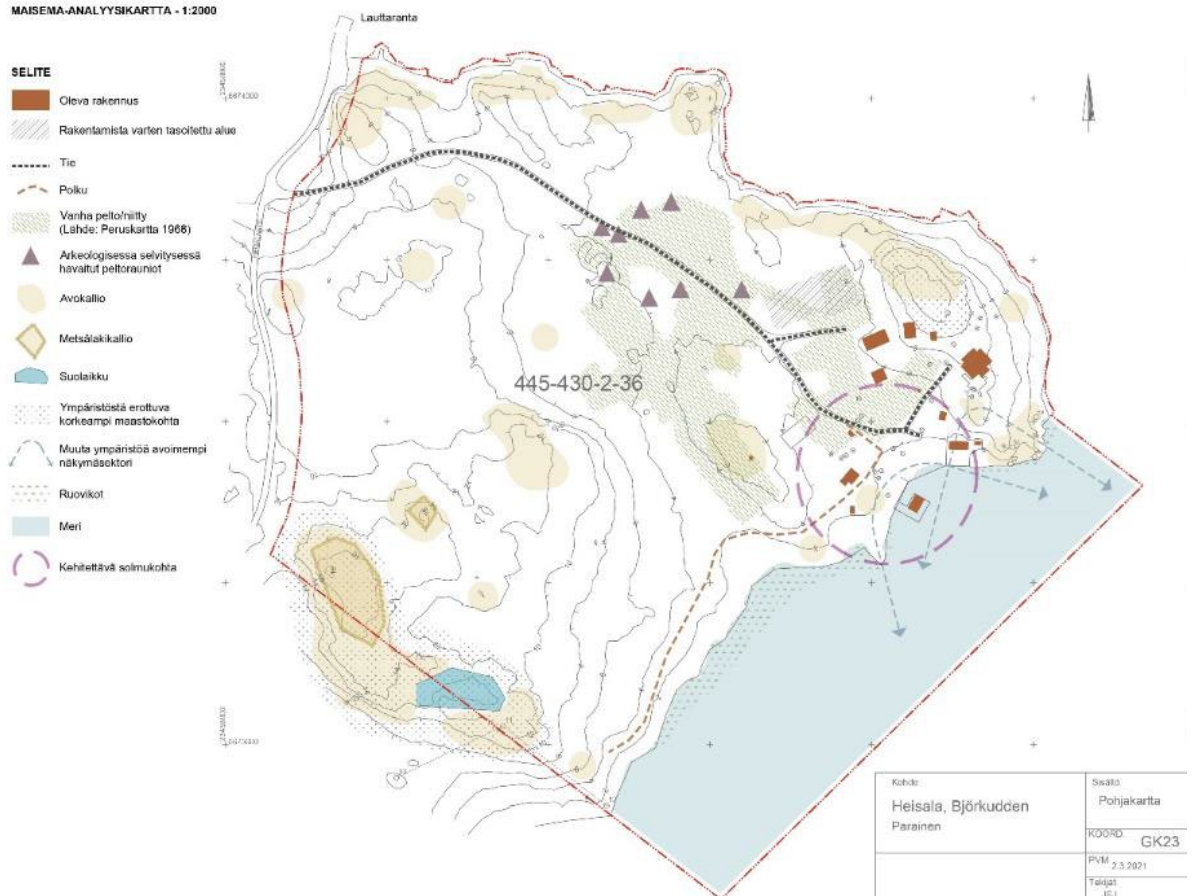 MAISEMA-ANALYYSIKARTTA - 1:2000
Lauttaranta
SELITE
Oleva rakennus
Rakentamista varten tasoitettu alue
Tie
Polku
Vanha pelto/niitty
(Lähde: Peruskartta 1968)
Arkeologisessa selvityksessä
havaitut peltorauniot
Avokallio
Metsälakikallio
Suolaikku
Ympäristöstä erottuva
korkeampi maastokohta
Muuta ympäristöä avoimempi
näkymäsektori
Ruovikot
Meri
Kehitettävä solmukohta
445-430-2-36
Kohde
Heisala, Björkudden
Parainen
Sisältö
Pohjakartta
KOORD.
GK23
PVM
2.3.2021
Tekijät